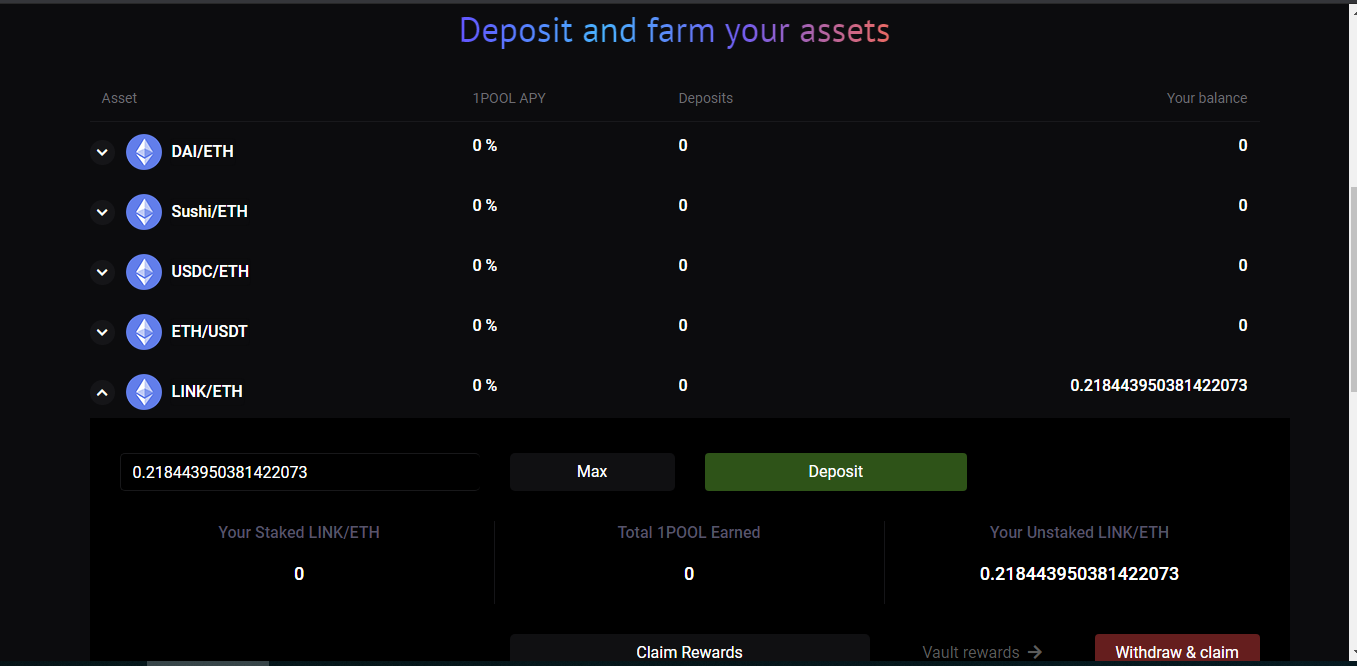 Deposit and farm your assets
Asset 1POOL APY Deposits Your balance
DAI/ETH 0 % 0 0
Sushi/ETH 0 % 0 0
USDC/ETH 0 % 0 0
ETH/USDT 0 % 0 0
LINK/ETH 0 % 0 0.218443950381422073
0.218443950381422073 Max Deposit
Your Staked LINK/ETH Total 1POOL Earned Your Unstaked LINK/ETH
0 0 0.218443950381422073
Claim Rewards Vault rewards → Withdraw & claim